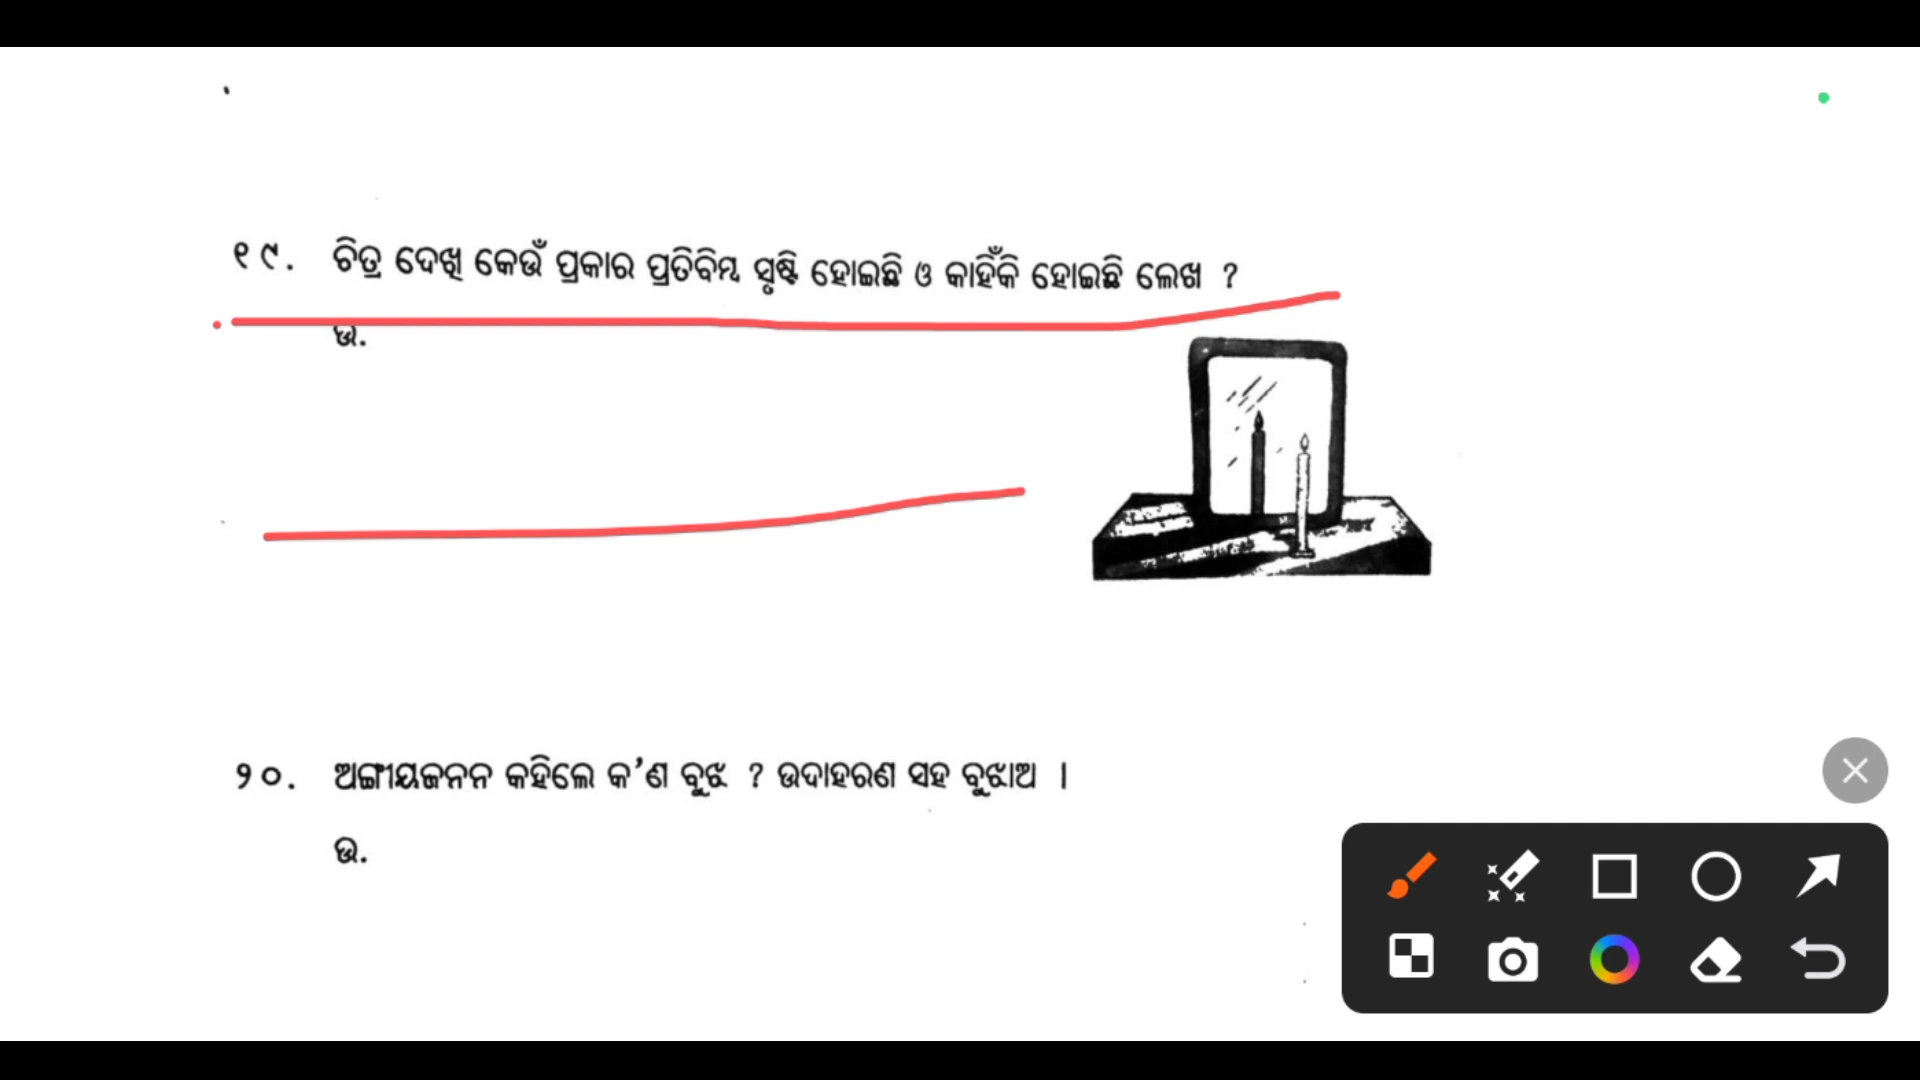 ୧୯. ଚିତ୍ର ଦେଖି କେଉଁ ପ୍ରକାର ପ୍ରତିବିମ୍ବ ସୃଷ୍ଟି ହୋଇଛି ଓ କାହିଁକି ହୋଇଛି ଲେଖ ?
ଉ.
୨୦. ଅଙ୍ଗୀୟଜନନ କହିଲେ କ'ଣ ବୁଝ ? ଉଦାହରଣ ସହ ବୁଝାଅ ।
ଉ.